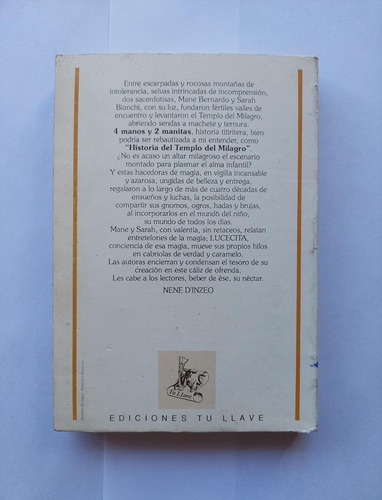 Entre escarpadas y rocosas montañas de
intolerancia, selvas intrincadas de incomprensión,
dos sacerdotisas, Mane Bernardo y Sarah
Bianchi, con su luz, fundaron fértiles valles de
encuentro y levantaron el Templo del Milagro,
abriendo sendas a machete y ternura.
4 manos y 2 manitas, historia titiritera, bien
podría ser rebautizada a mi entender, como
"Historia del Templo del Milagro".
¿No es acaso un altar milagroso el escenario
montado para plasmar el alma infantil?
Y estas hacedoras de magia, en vigilia incansable
y azarosa, ungidas de belleza y entrega,
regalaron a lo largo de más de cuatro décadas de
ensueños y luchas, la posibilidad de
compartir sus gnomos, ogros, hadas y brujas,
al incorporarlos en el mundo del niño,
su mundo de todos los días.
Mane y Sarah, con valentía, sin retaceos, relatan
entretelones de la magia; LUCECITA,
conciencia de esa magia, mueve sus propios hilos
en cabriolas de verdad y caramelo.
Las autoras encierran y condensan el tesoro de su
creación en este cáliz de ofrenda.
Les cabe a los lectores, beber de ése, su néctar.
NENE D'INZEO
Tu Llave
EDICIONES TU LLAVE